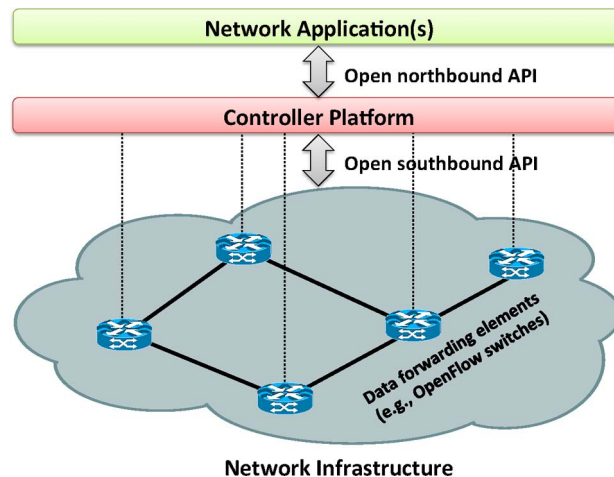 Network Application(s)
Open northbound API
Controller Platform
Open southbound API
Data forwarding elements
(e.g., OpenFlow switches)
Network Infrastructure